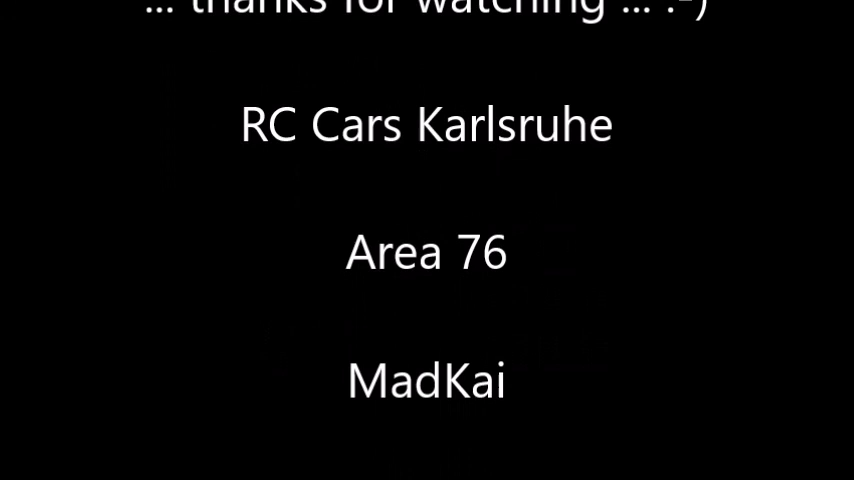 ... thanks for watching ... :-)
RC Cars Karlsruhe
Area 76
MadKai